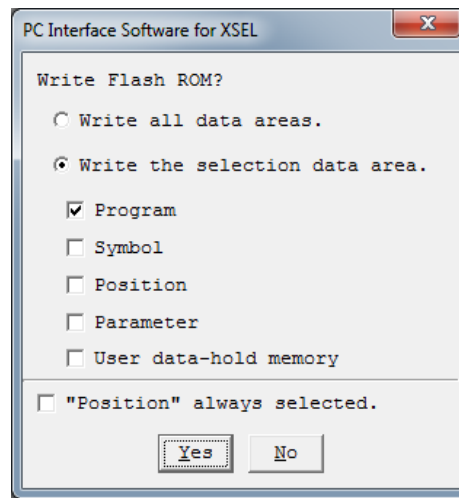 PC Interface Software for XSEL
Write Flash ROM?
Write all data areas.
Write the selection data area.
Program
Symbol
Position
Parameter
User data-hold memory
"Position" always selected.
Yes No